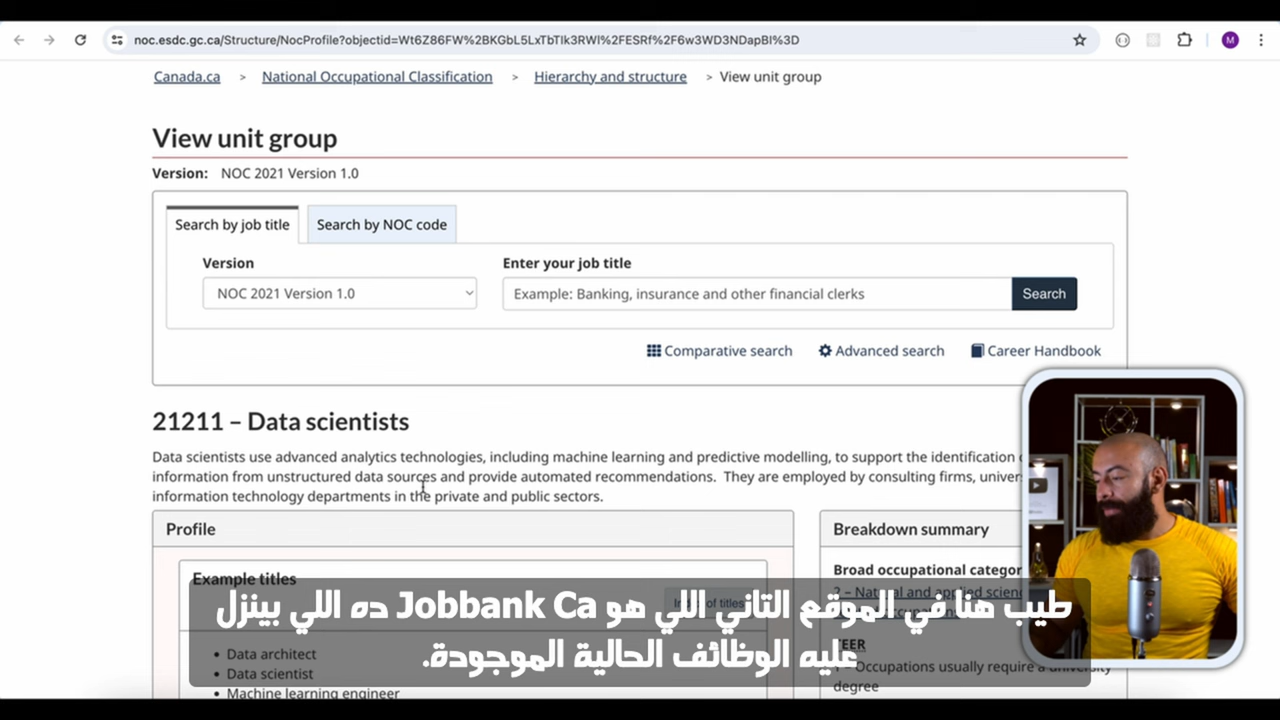 noc.esdc.gc.ca/Structure/NocProfile?objectid=Wt6Z86FW%2BKGbL5LxTbTlk3RWI%2FESRf%2F6w3WD3NDapBI%3D
M
Canada.ca > National Occupational Classification > Hierarchy and structure > View unit group
View unit group
Version: NOC 2021 Version 1.0
Search by job title Search by NOC code
Version Enter your job title
NOC 2021 Version 1.0 Example: Banking, insurance and other financial clerks Search
Comparative search Advanced search Career Handbook
21211 – Data scientists
Data scientists use advanced analytics technologies, including machine learning and predictive modelling, to support the identification
information from unstructured data sources and provide automated recommendations. They are employed by consulting firms,
information technology departments in the private and public sectors.
Profile Breakdown summary
Example titles
Broad occupational
طيب هنا في الموقع التاني اللي هو Jobbank Ca ده اللي بينزل
عليه الوظائف الحالية الموجودة.
Data architect
Data scientist
Machine learning engineer
Occupations usually require a university
degree